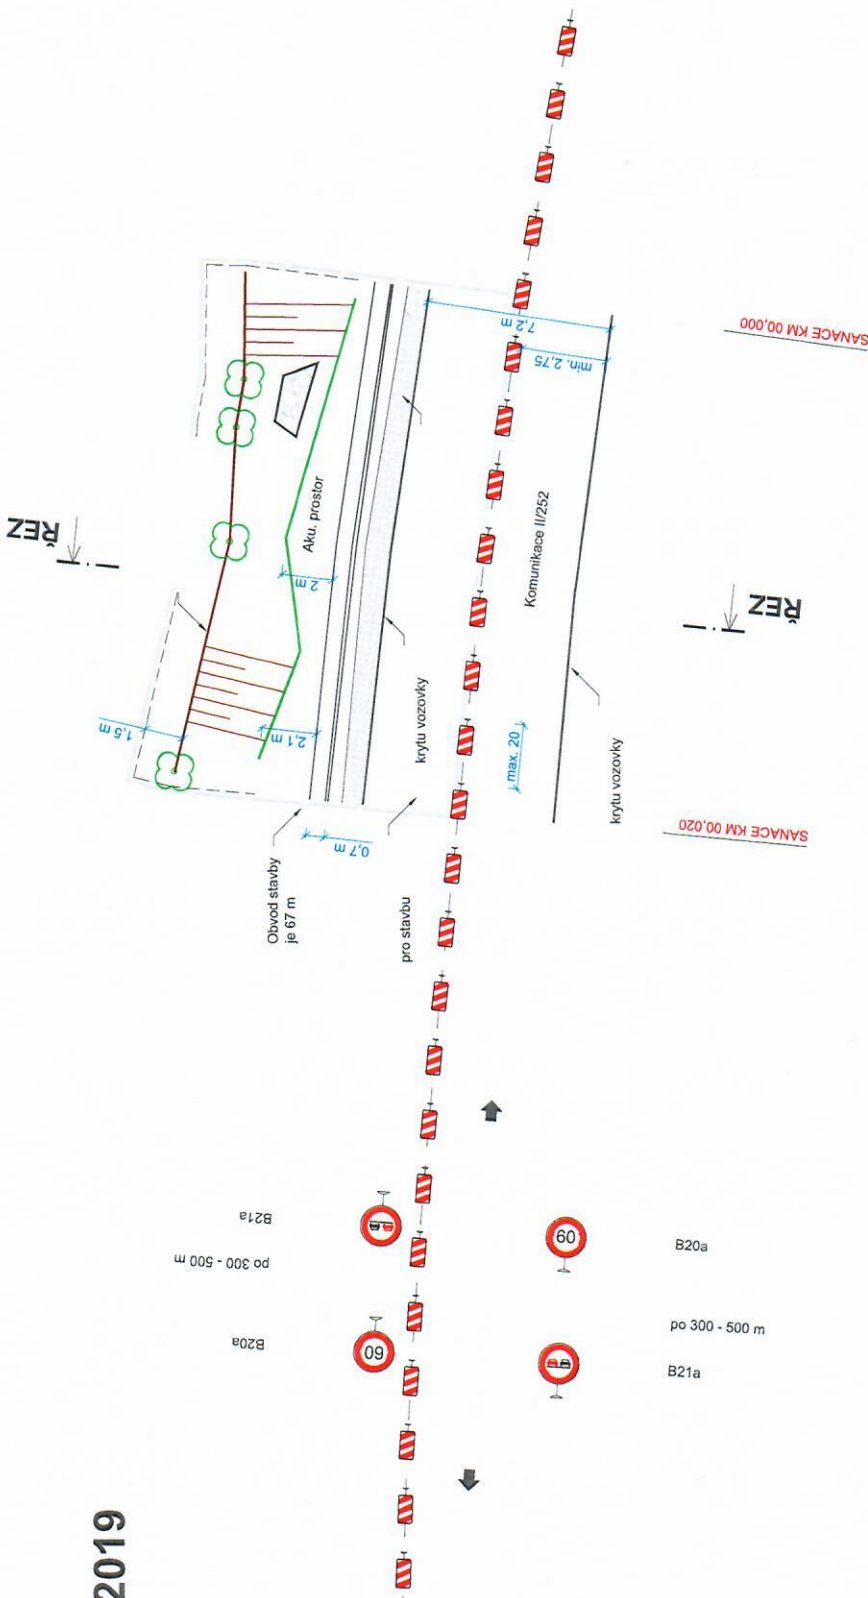 7,2 m
min. 2,75
SANACE KM 00,000
ŘEZ
Aku. prostor
2 m
Komunikace II/252
ŘEZ
1,5 m
2,1 m
krytu vozovky
max. 20
krytu vozovky
SANACE KM 00,020
0,7 m
Obvod stavby
je 67 m
pro stavbu
B21a
po 300 - 500 m
B20a
60
60
B20a
po 300 - 500 m
B21a
2019